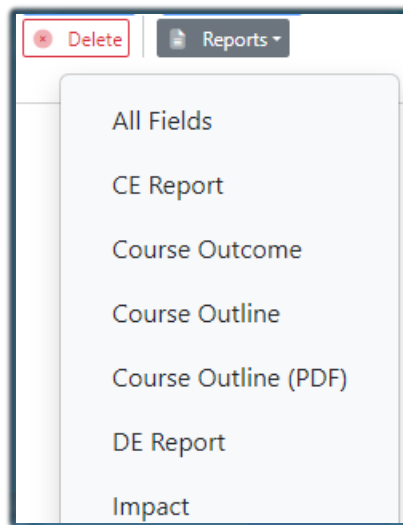 Delete
Reports
All Fields
CE Report
Course Outcome
Course Outline
Course Outline (PDF)
DE Report
Impact